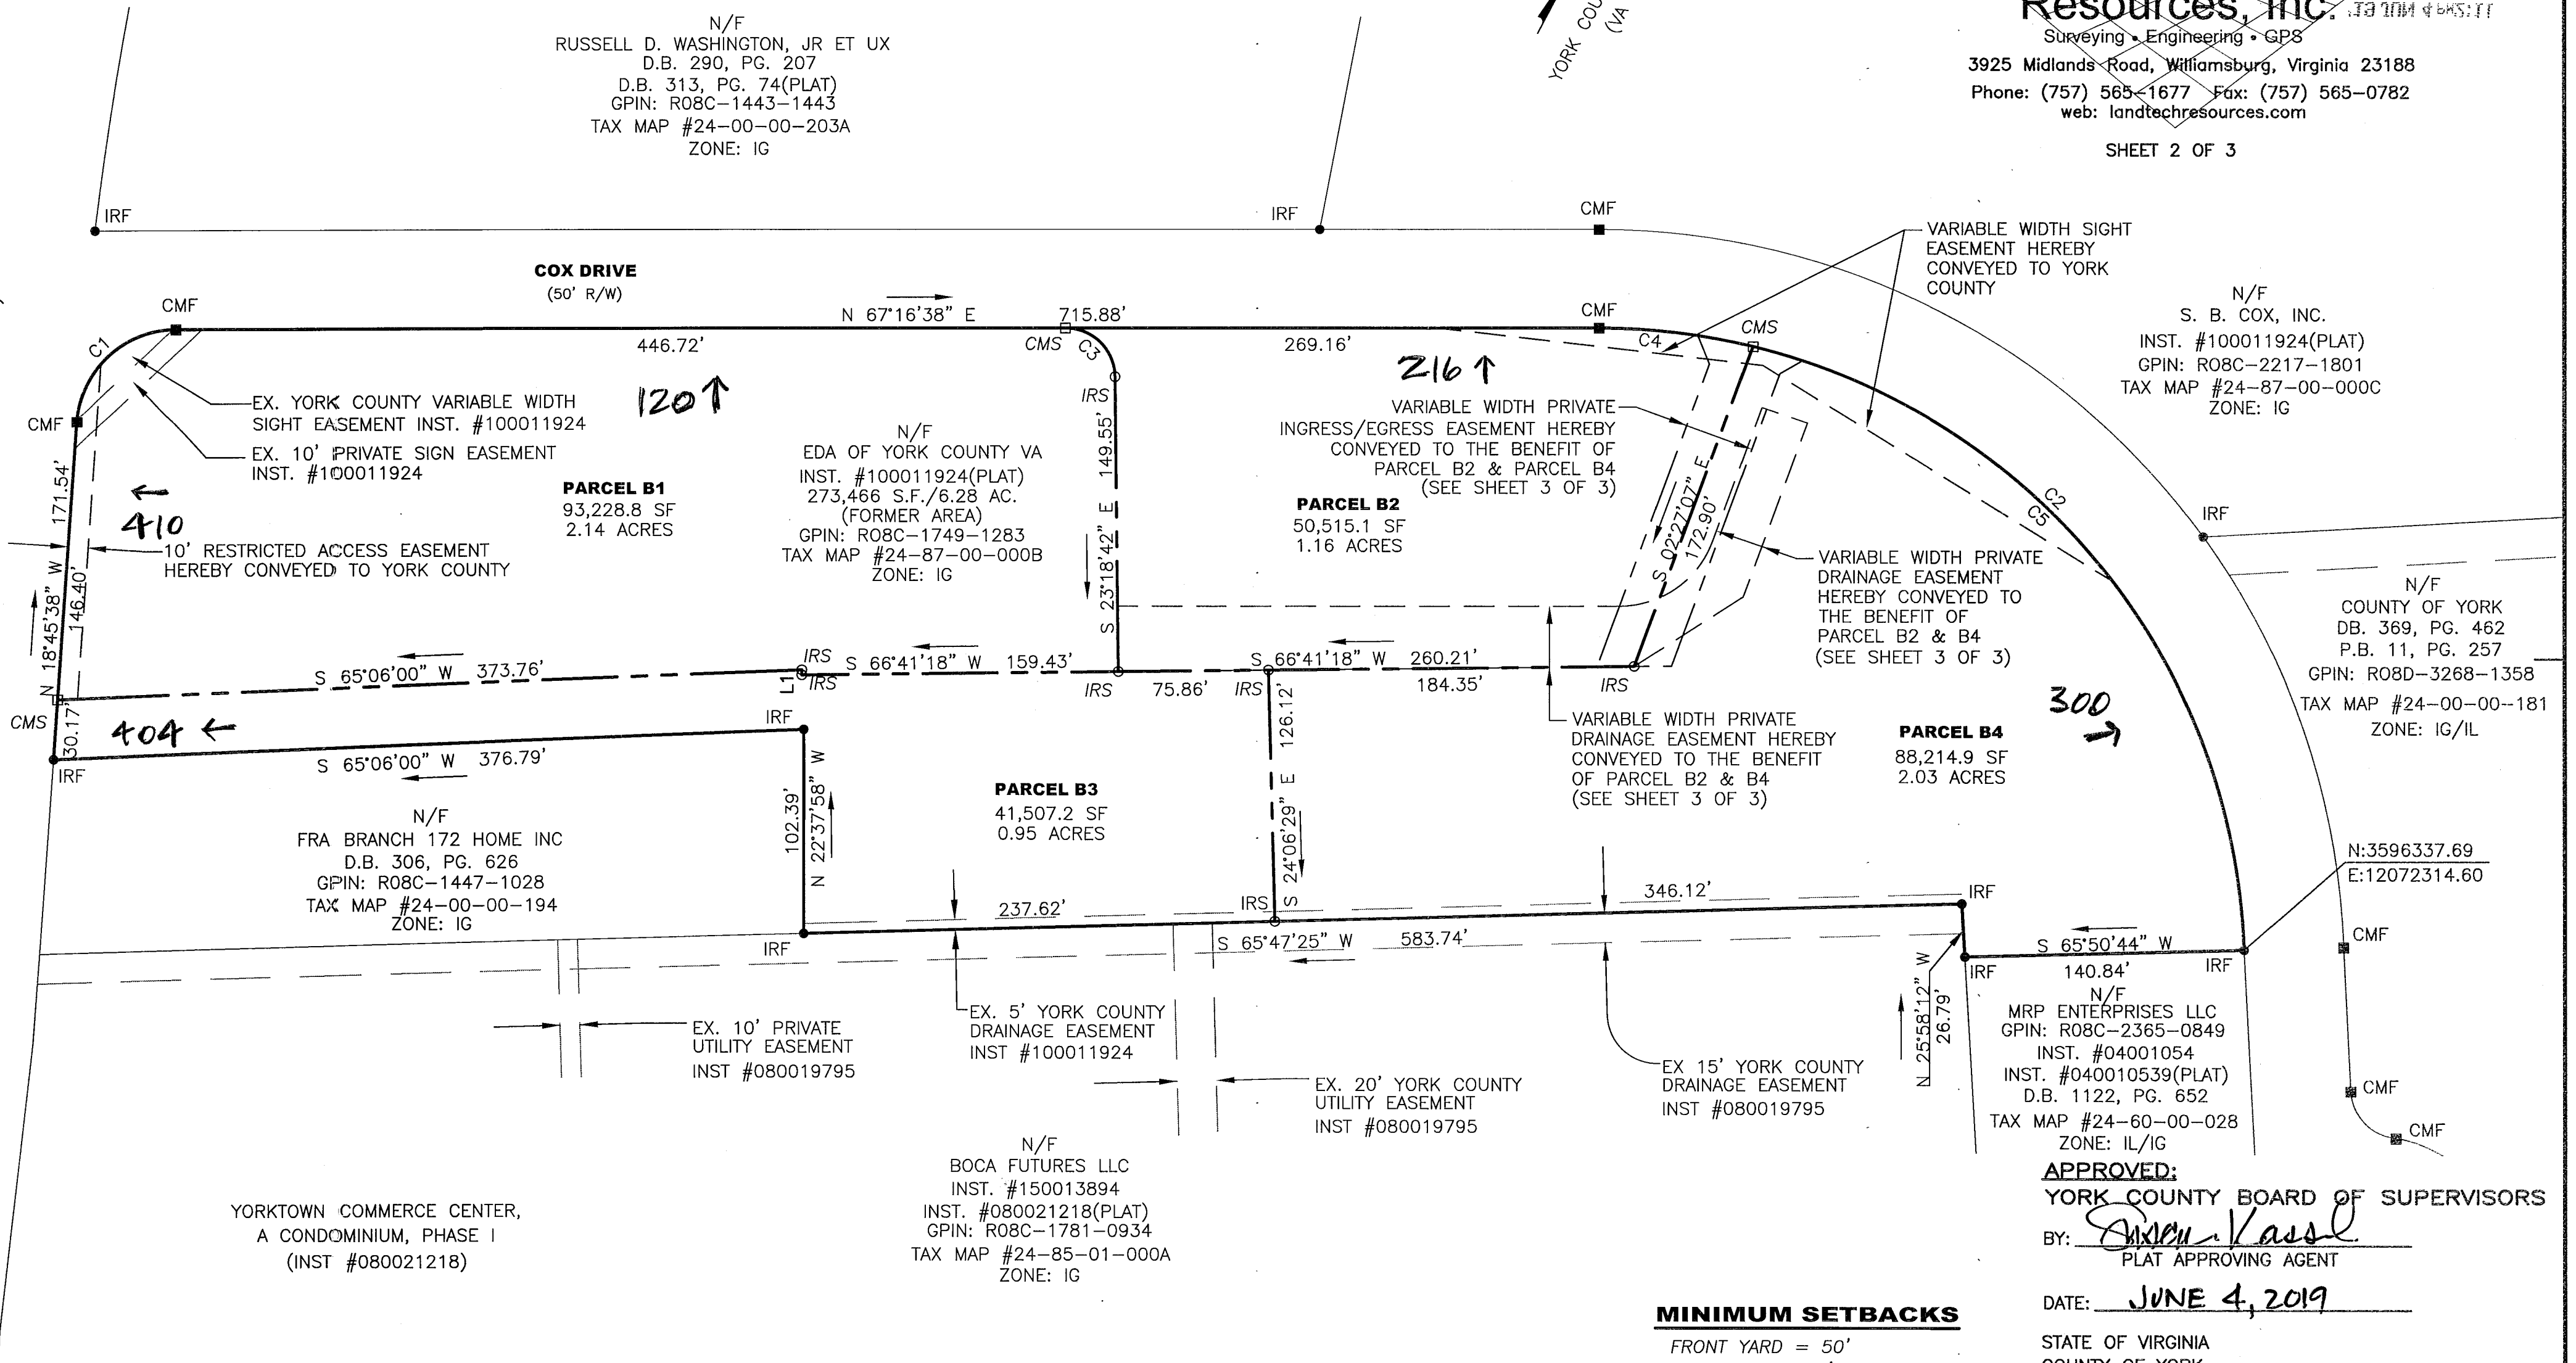 N/F
RUSSELL D. WASHINGTON, JR ET UX
D.B. 290, PG. 207
D.B. 313, PG. 74(PLAT)
GPIN: R08C-1443-1443
TAX MAP #24-00-00-203A
ZONE: IG
YORK COU
(VA
Resources, Inc.
Surveying • Engineering • GPS
3925 Midlands Road, Williamsburg, Virginia 23188
Phone: (757) 565-1677 Fax: (757) 565-0782
web: landtechresources.com
SHEET 2 OF 3
IRF
IRF
CMF
VARIABLE WIDTH SIGHT
EASEMENT HEREBY
CONVEYED TO YORK
COUNTY
COX DRIVE
(50' R/W)
CMF
N 67°16'38" E 715.88'
CMF
CMS
446.72'
CMS
269.16'
C1
C3
C4
N/F
S. B. COX, INC.
INST. #100011924(PLAT)
GPIN: R08C-2217-1801
TAX MAP #24-87-00-000C
ZONE: IG
CMF
EX. YORK COUNTY VARIABLE WIDTH
SIGHT EASEMENT INST. #100011924
EX. 10' PRIVATE SIGN EASEMENT
INST. #100011924
120 ↑
216 ↑
IRS
N/F
EDA OF YORK COUNTY VA
INST. #100011924(PLAT)
273,466 S.F./6.28 AC.
(FORMER AREA)
GPIN: R08C-1749-1283
TAX MAP #24-87-00-000B
ZONE: IG
VARIABLE WIDTH PRIVATE
INGRESS/EGRESS EASEMENT HEREBY
CONVEYED TO THE BENEFIT OF
PARCEL B2 & PARCEL B4
(SEE SHEET 3 OF 3)
PARCEL B1
93,228.8 SF
2.14 ACRES
←
410
10' RESTRICTED ACCESS EASEMENT
HEREBY CONVEYED TO YORK COUNTY
N 18°45'38" W 171.54'
146.40'
S 23°18'42" E 149.55'
PARCEL B2
50,515.1 SF
1.16 ACRES
S 02°27'07" E
172.90'
C2
C5
IRF
VARIABLE WIDTH PRIVATE
DRAINAGE EASEMENT
HEREBY CONVEYED TO
THE BENEFIT OF
PARCEL B2 & B4
(SEE SHEET 3 OF 3)
N/F
COUNTY OF YORK
DB. 369, PG. 462
P.B. 11, PG. 257
GPIN: R08D-3268-1358
TAX MAP #24-00-00-181
ZONE: IG/IL
S 65°06'00" W 373.76'
IRS
S 66°41'18" W 159.43'
S 66°41'18" W 260.21'
L1
IRS
IRS
75.86'
IRS
184.35'
IRS
CMS
30.17'
404 ←
IRF
IRF
S 65°06'00" W 376.79'
300
→
VARIABLE WIDTH PRIVATE
DRAINAGE EASEMENT HEREBY
CONVEYED TO THE BENEFIT
OF PARCEL B2 & B4
(SEE SHEET 3 OF 3)
PARCEL B4
88,214.9 SF
2.03 ACRES
PARCEL B3
41,507.2 SF
0.95 ACRES
102.39'
N 22°37'58" W
S 24°06'29" E 126.12'
N/F
FRA BRANCH 172 HOME INC
D.B. 306, PG. 626
GPIN: R08C-1447-1028
TAX MAP #24-00-00-194
ZONE: IG
N:3596337.69
E:12072314.60
237.62'
IRS
346.12'
IRF
IRF
S 65°47'25" W 583.74'
S 65°50'44" W
IRF
140.84'
IRF
CMF
N 25°58'12" W
26.79'
EX. 10' PRIVATE
UTILITY EASEMENT
INST #080019795
EX. 5' YORK COUNTY
DRAINAGE EASEMENT
INST #100011924
EX. 20' YORK COUNTY
UTILITY EASEMENT
INST #080019795
EX 15' YORK COUNTY
DRAINAGE EASEMENT
INST #080019795
N/F
MRP ENTERPRISES LLC
GPIN: R08C-2365-0849
INST. #04001054
INST. #040010539(PLAT)
D.B. 1122, PG. 652
TAX MAP #24-60-00-028
ZONE: IL/IG
CMF
CMF
YORKTOWN COMMERCE CENTER,
A CONDOMINIUM, PHASE I
(INST #080021218)
N/F
BOCA FUTURES LLC
INST. #150013894
INST. #080021218(PLAT)
GPIN: R08C-1781-0934
TAX MAP #24-85-01-000A
ZONE: IG
APPROVED:
YORK COUNTY BOARD OF SUPERVISORS
BY:
PLAT APPROVING AGENT
DATE: JUNE 4, 2019
MINIMUM SETBACKS
FRONT YARD = 50'
STATE OF VIRGINIA
COUNTY OF YORK